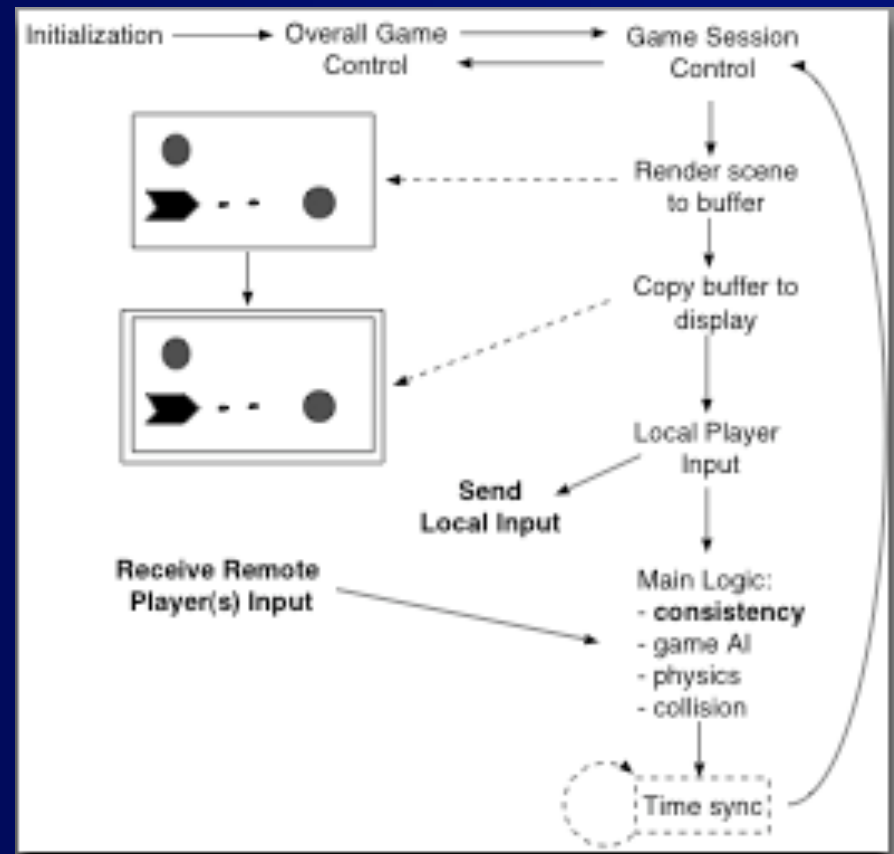 Initialization
Overall Game
Control
Game Session
Control
Render scene
to buffer
Copy buffer to
display
Local Player
Input
Send
Local Input
Receive Remote
Player(s) Input
Main Logic:
- consistency
- game AI
- physics
- collision
Time sync